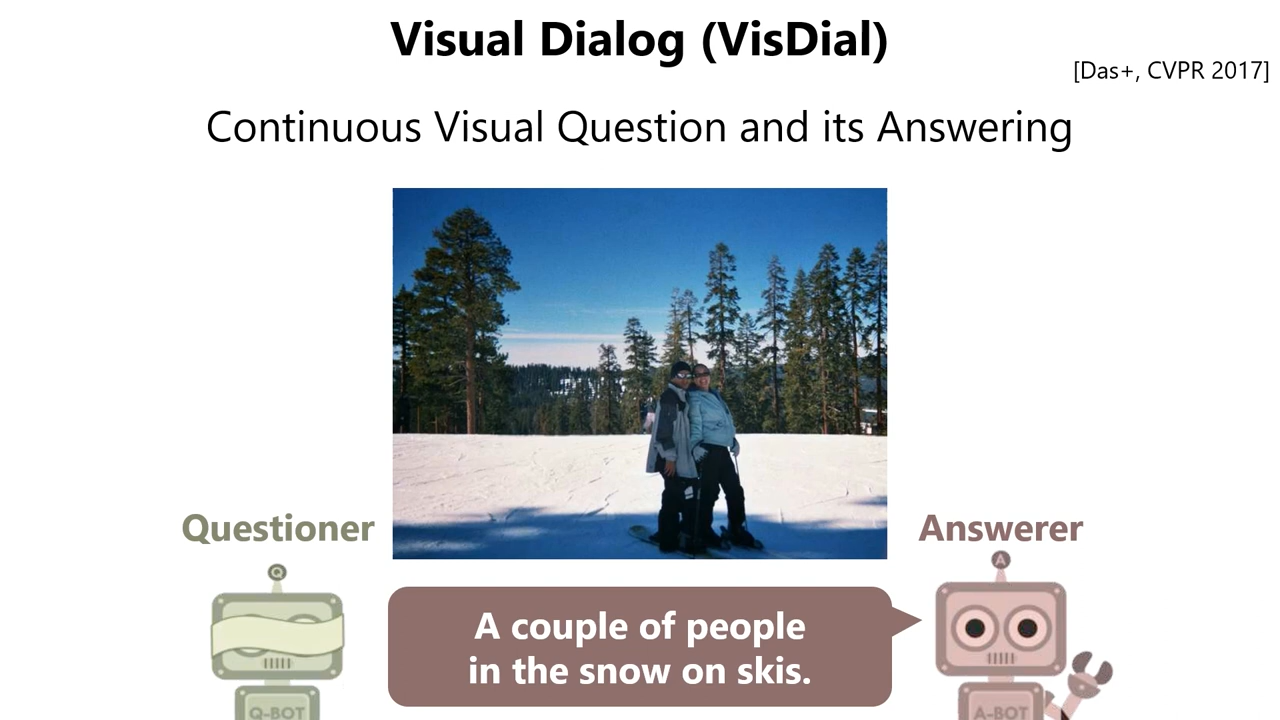 Visual Dialog (VisDial)
[Das+, CVPR 2017]
Continuous Visual Question and its Answering
Questioner
Answerer
Q
A
A couple of people
in the snow on skis.
Q-BOT
A-BOT